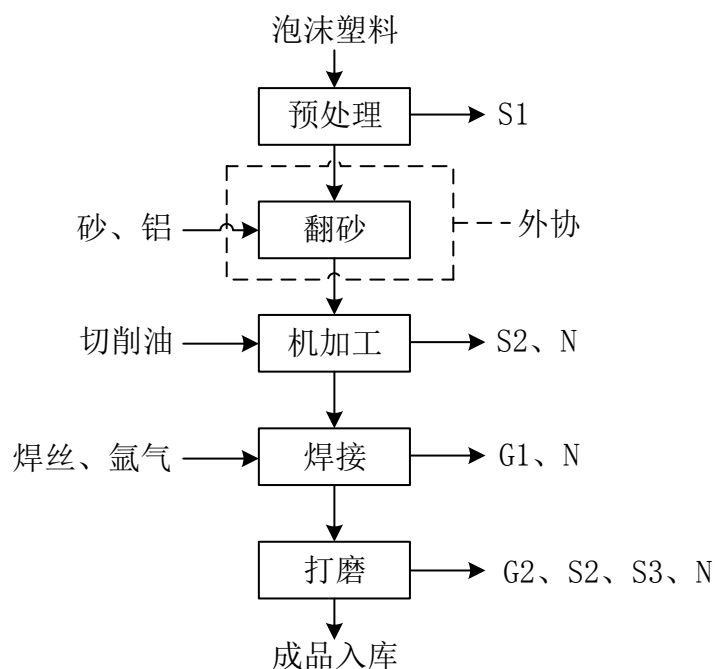 泡沫塑料
预处理
S1
砂、铝
翻砂
外协
切削油
机加工
S2、N
焊丝、氩气
焊接
G1、N
打磨
G2、S2、S3、N
成品入库